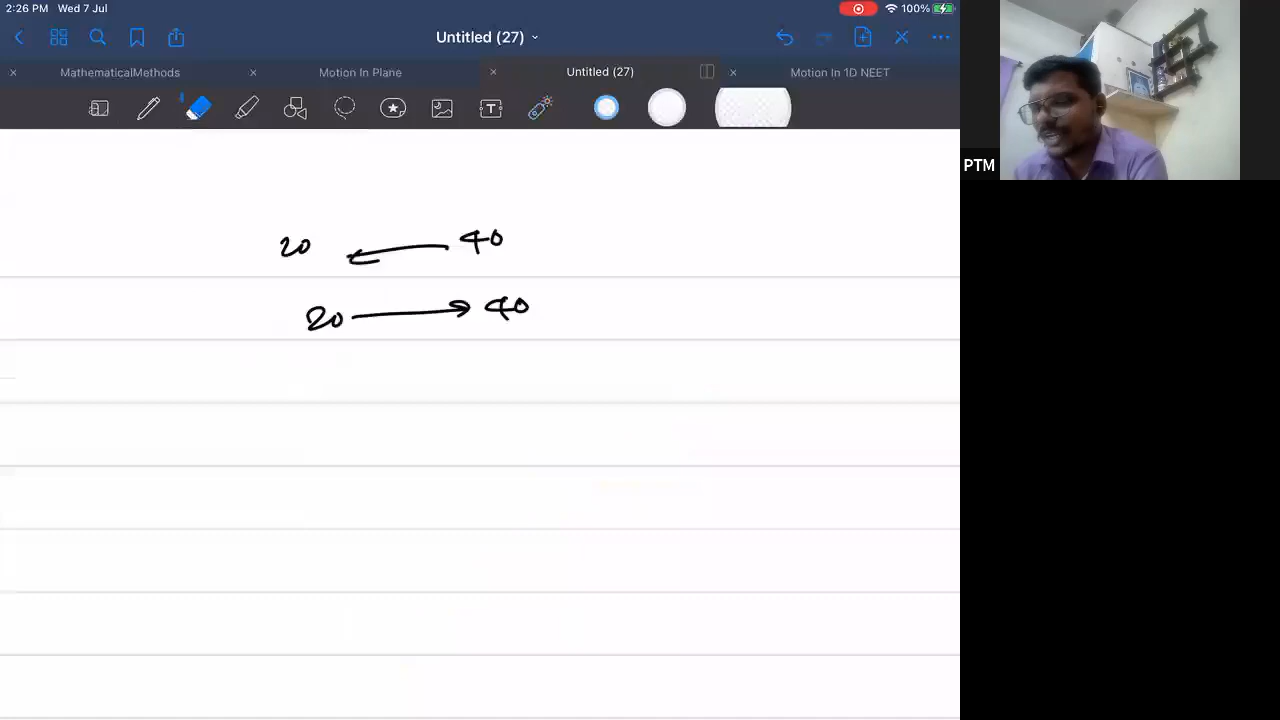 2:26 PM Wed 7 Jul 100%
Untitled (27)
MathematicalMethods Motion In Plane Untitled (27) Motion In 1D NEET
T
PTM
20 ← 40
20 → 40